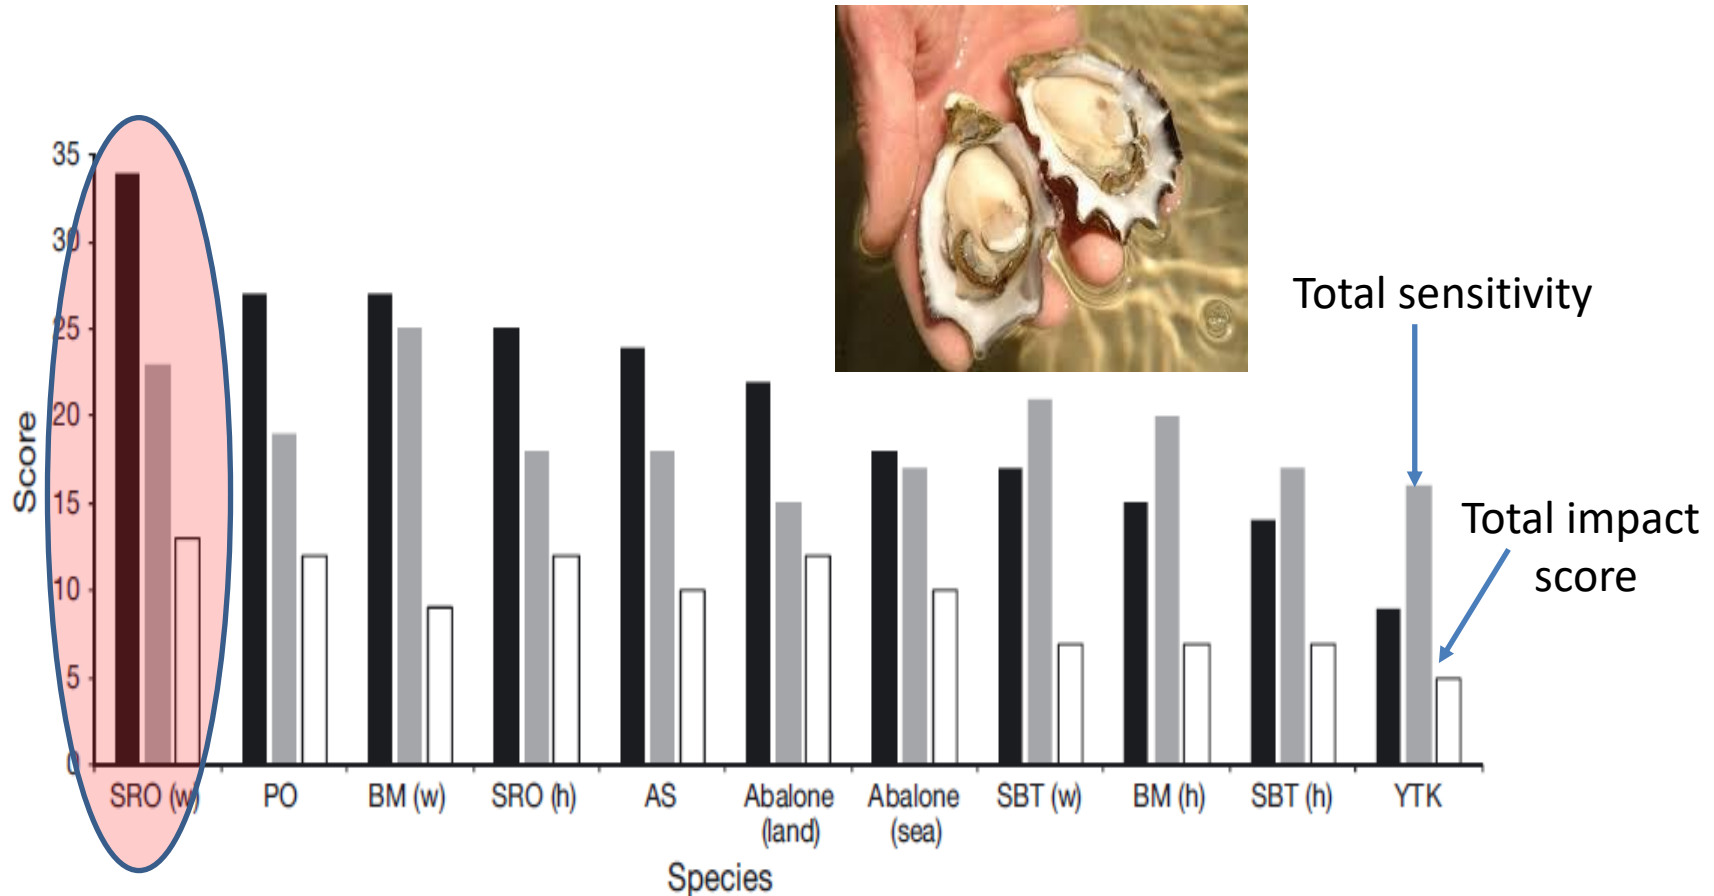 35
30
25
20
15
10
5
0
Score
SRO (w)
PO
BM (w)
SRO (h)
AS
Abalone
(land)
Abalone
(sea)
SBT (w)
BM (h)
SBT (h)
YTK
Species
Total sensitivity
Total impact
score